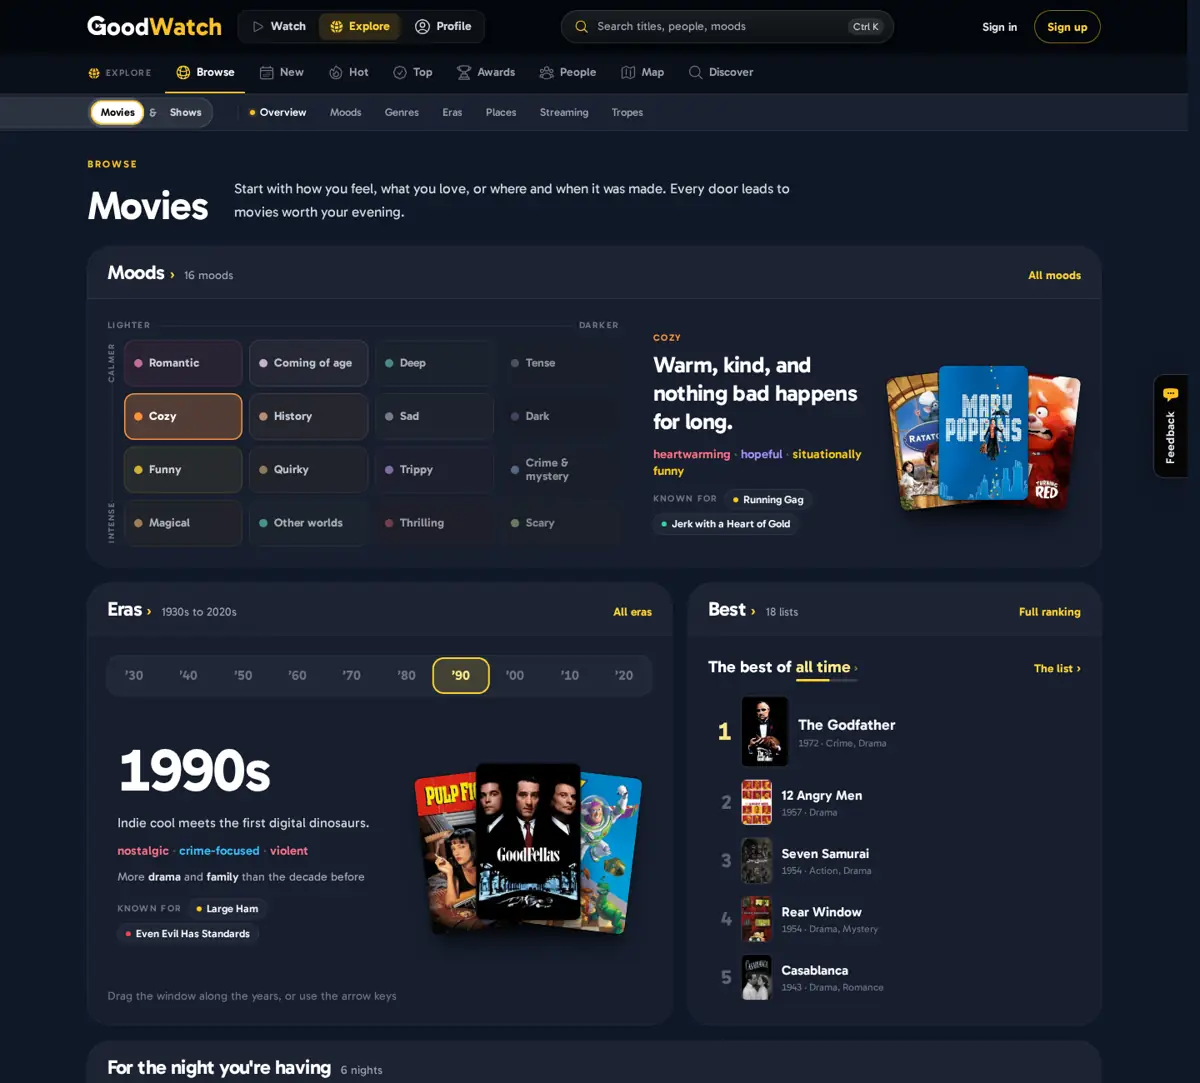 GoodWatch
Watch
Explore
Profile
Search titles, people, moods
Ctrl K
Sign in
Sign up
EXPLORE
Browse
New
Hot
Top
Awards
People
Map
Discover
Movies & Shows
Overview
Moods
Genres
Eras
Places
Streaming
Tropes
BROWSE
Movies
Start with how you feel, what you love, or where and when it was made. Every door leads to
movies worth your evening.
Moods › 16 moods
All moods
LIGHTER
DARKER
CALMER
INTENSE
Romantic
Coming of age
Deep
Tense
Cozy
History
Sad
Dark
Funny
Quirky
Trippy
Crime &
mystery
Magical
Other worlds
Thrilling
Scary
COZY
Warm, kind, and
nothing bad happens
for long.
heartwarming · hopeful · situationally
funny
KNOWN FOR
Running Gag
Jerk with a Heart of Gold
RATAT
MARY
POPPINS
TURNING
RED
Feedback
Eras › 1930s to 2020s
All eras
'30
'40
'50
'60
'70
'80
'90
'00
'10
'20
1990s
Indie cool meets the first digital dinosaurs.
nostalgic · crime-focused · violent
More drama and family than the decade before
KNOWN FOR
Large Ham
Even Evil Has Standards
PULP FI
GoodFellas
Drag the window along the years, or use the arrow keys
Best › 18 lists
Full ranking
The best of all time ›
The list ›
1
The Godfather
1972 · Crime, Drama
2
12 Angry Men
1957 · Drama
3
Seven Samurai
1954 · Action, Drama
4
Rear Window
1954 · Drama, Mystery
5
Casablanca
1943 · Drama, Romance
For the night you're having 6 nights